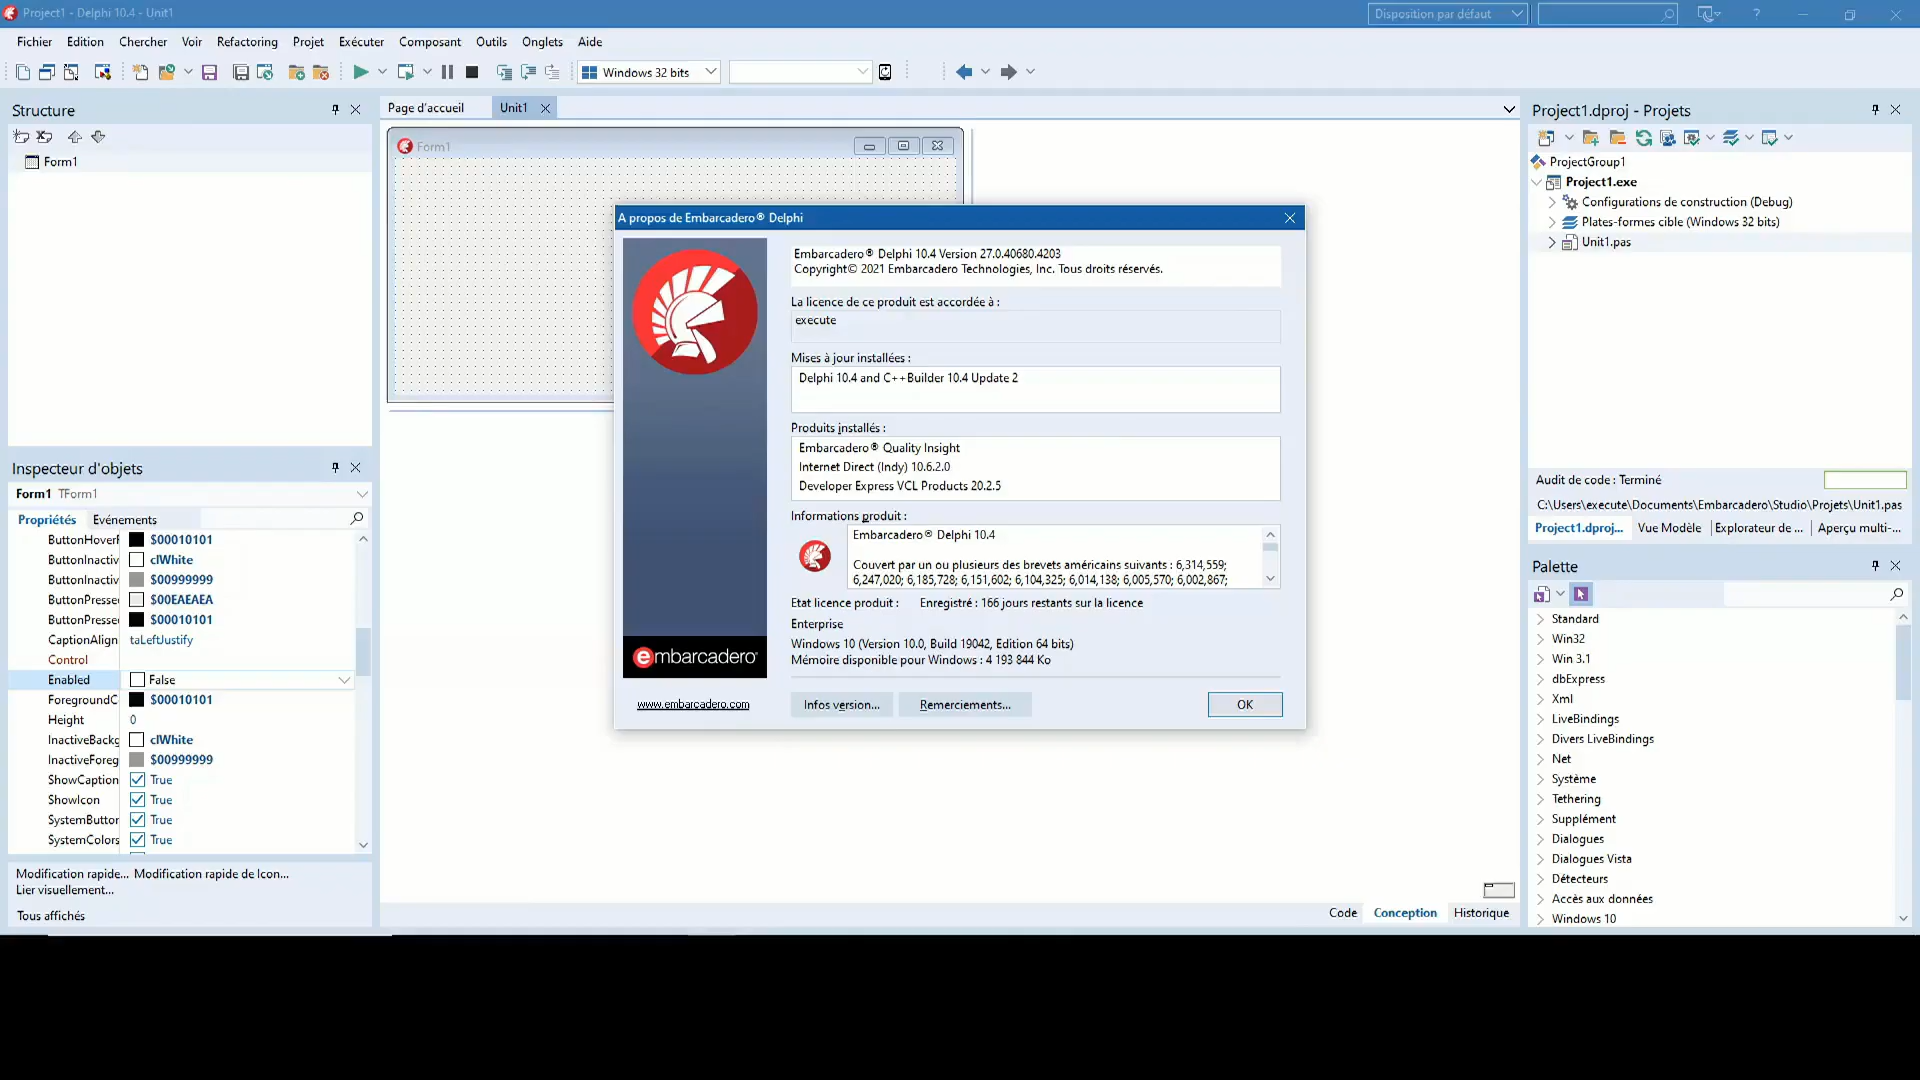 Project1 - Delphi 10.4 - Unit1
Disposition par défaut
?
Fichier Edition Chercher Voir Refactoring Projet Exécuter Composant Outils Onglets Aide
Windows 32 bits
Structure
Form1
Page d'accueil
Unit1
Form1
A propos de Embarcadero® Delphi
Embarcadero® Delphi 10.4 Version 27.0.40680.4203
Copyright© 2021 Embarcadero Technologies, Inc. Tous droits réservés.
La licence de ce produit est accordée à :
execute
Mises à jour installées :
Delphi 10.4 and C++Builder 10.4 Update 2
Produits installés :
Embarcadero® Quality Insight
Internet Direct (Indy) 10.6.2.0
Developer Express VCL Products 20.2.5
Informations produit :
Embarcadero® Delphi 10.4
Couvert par un ou plusieurs des brevets américains suivants : 6,314,559;
6,247,020; 6,185,728; 6,151,602; 6,104,325; 6,014,138; 6,005,570; 6,002,867;
Etat licence produit : Enregistré : 166 jours restants sur la licence
Enterprise
Windows 10 (Version 10.0, Build 19042, Edition 64 bits)
Mémoire disponible pour Windows : 4 193 844 Ko
embarcadero®
www.embarcadero.com
Infos version...
Remerciements...
OK
Inspecteur d'objets
Form1 TForm1
Propriétés Evénements
ButtonHoverF $00010101
ButtonInactiv clWhite
ButtonInactiv $00999999
ButtonPressed $00EAEAEA
ButtonPressed $00010101
CaptionAlign taLeftJustify
Control
Enabled False
ForegroundC $00010101
Height 0
InactiveBackg clWhite
InactiveForeg $00999999
ShowCaption True
ShowIcon True
SystemButton True
SystemColors True
Modification rapide... Modification rapide de Icon...
Lier visuellement...
Tous affichés
Code Conception Historique
Project1.dproj - Projets
ProjectGroup1
Project1.exe
Configurations de construction (Debug)
Plates-formes cible (Windows 32 bits)
Unit1.pas
Audit de code : Terminé
C:\Users\execute\Documents\Embarcadero\Studio\Projets\Unit1.pas
Project1.dproj... Vue Modèle Explorateur de ... Aperçu multi-...
Palette
Standard
Win32
Win 3.1
dbExpress
Xml
LiveBindings
Divers LiveBindings
Net
Système
Tethering
Supplément
Dialogues
Dialogues Vista
Détecteurs
Accès aux données
Windows 10